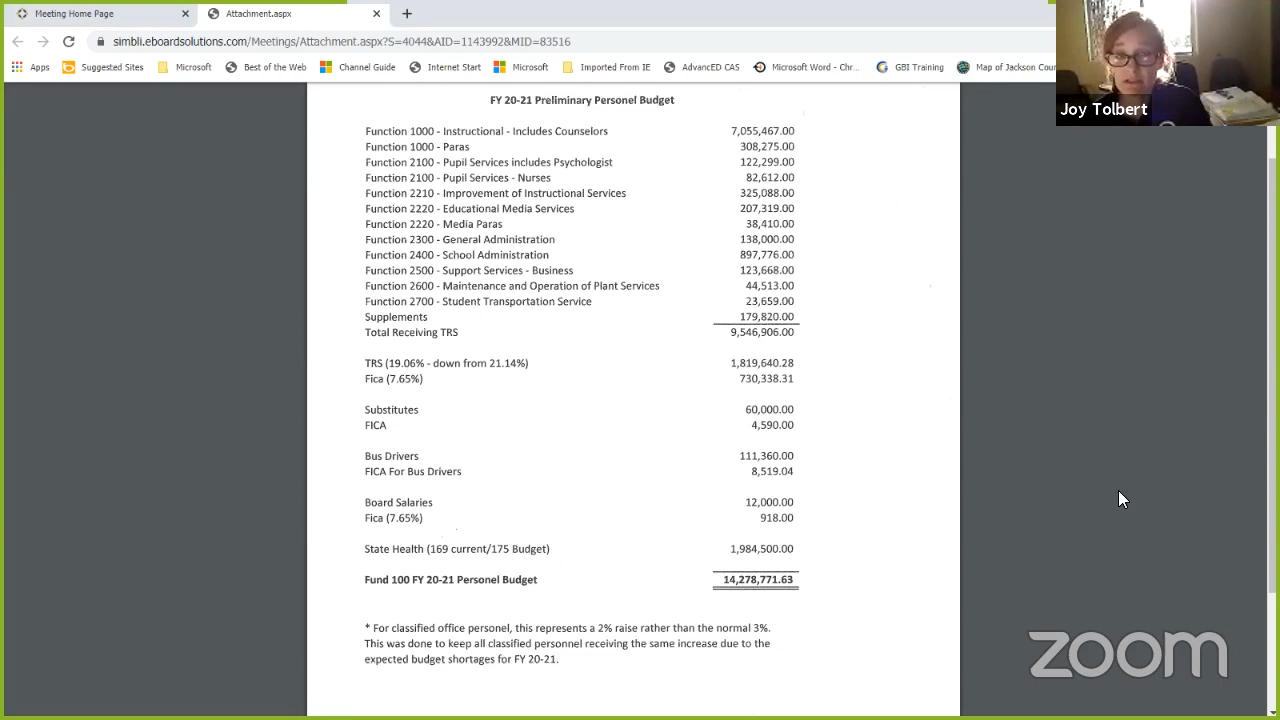 Meeting Home Page
Attachment.aspx
simbli.eboardsolutions.com/Meetings/Attachment.aspx?S=4044&AID=1143992&MID=83516
Apps Suggested Sites Microsoft Best of the Web Channel Guide Internet Start Microsoft Imported From IE AdvancED CAS Microsoft Word - Chr... GBI Training Map of Jackson Cou
Joy Tolbert
FY 20-21 Preliminary Personel Budget
Function 1000 - Instructional - Includes Counselors 7,055,467.00
Function 1000 - Paras 308,275.00
Function 2100 - Pupil Services includes Psychologist 122,299.00
Function 2100 - Pupil Services - Nurses 82,612.00
Function 2210 - Improvement of Instructional Services 325,088.00
Function 2220 - Educational Media Services 207,319.00
Function 2220 - Media Paras 38,410.00
Function 2300 - General Administration 138,000.00
Function 2400 - School Administration 897,776.00
Function 2500 - Support Services - Business 123,668.00
Function 2600 - Maintenance and Operation of Plant Services 44,513.00
Function 2700 - Student Transportation Service 23,659.00
Supplements 179,820.00
Total Receiving TRS 9,546,906.00
TRS (19.06% - down from 21.14%) 1,819,640.28
Fica (7.65%) 730,338.31
Substitutes 60,000.00
FICA 4,590.00
Bus Drivers 111,360.00
FICA For Bus Drivers 8,519.04
Board Salaries 12,000.00
Fica (7.65%) 918.00
State Health (169 current/175 Budget) 1,984,500.00
Fund 100 FY 20-21 Personel Budget 14,278,771.63
* For classified office personel, this represents a 2% raise rather than the normal 3%.
This was done to keep all classified personnel receiving the same increase due to the
expected budget shortages for FY 20-21.
zoom